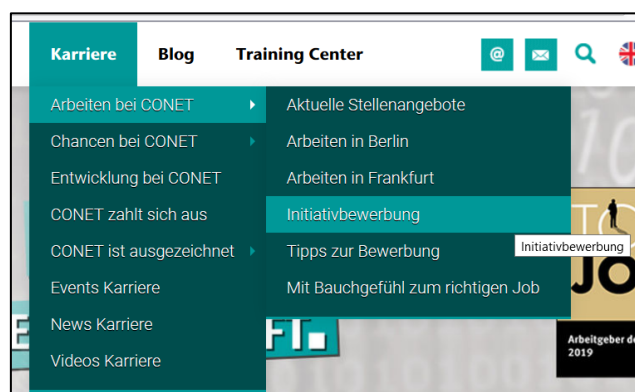 Karriere Blog Training Center @
Arbeiten bei CONET
Chancen bei CONET
Entwicklung bei CONET
CONET zahlt sich aus
CONET ist ausgezeichnet
Events Karriere
News Karriere
Videos Karriere
Aktuelle Stellenangebote
Arbeiten in Berlin
Arbeiten in Frankfurt
Initiativbewerbung
Tipps zur Bewerbung
Mit Bauchgefühl zum richtigen Job
Initiativbewerbung
JO
Arbeitgeber de
2019
FT.